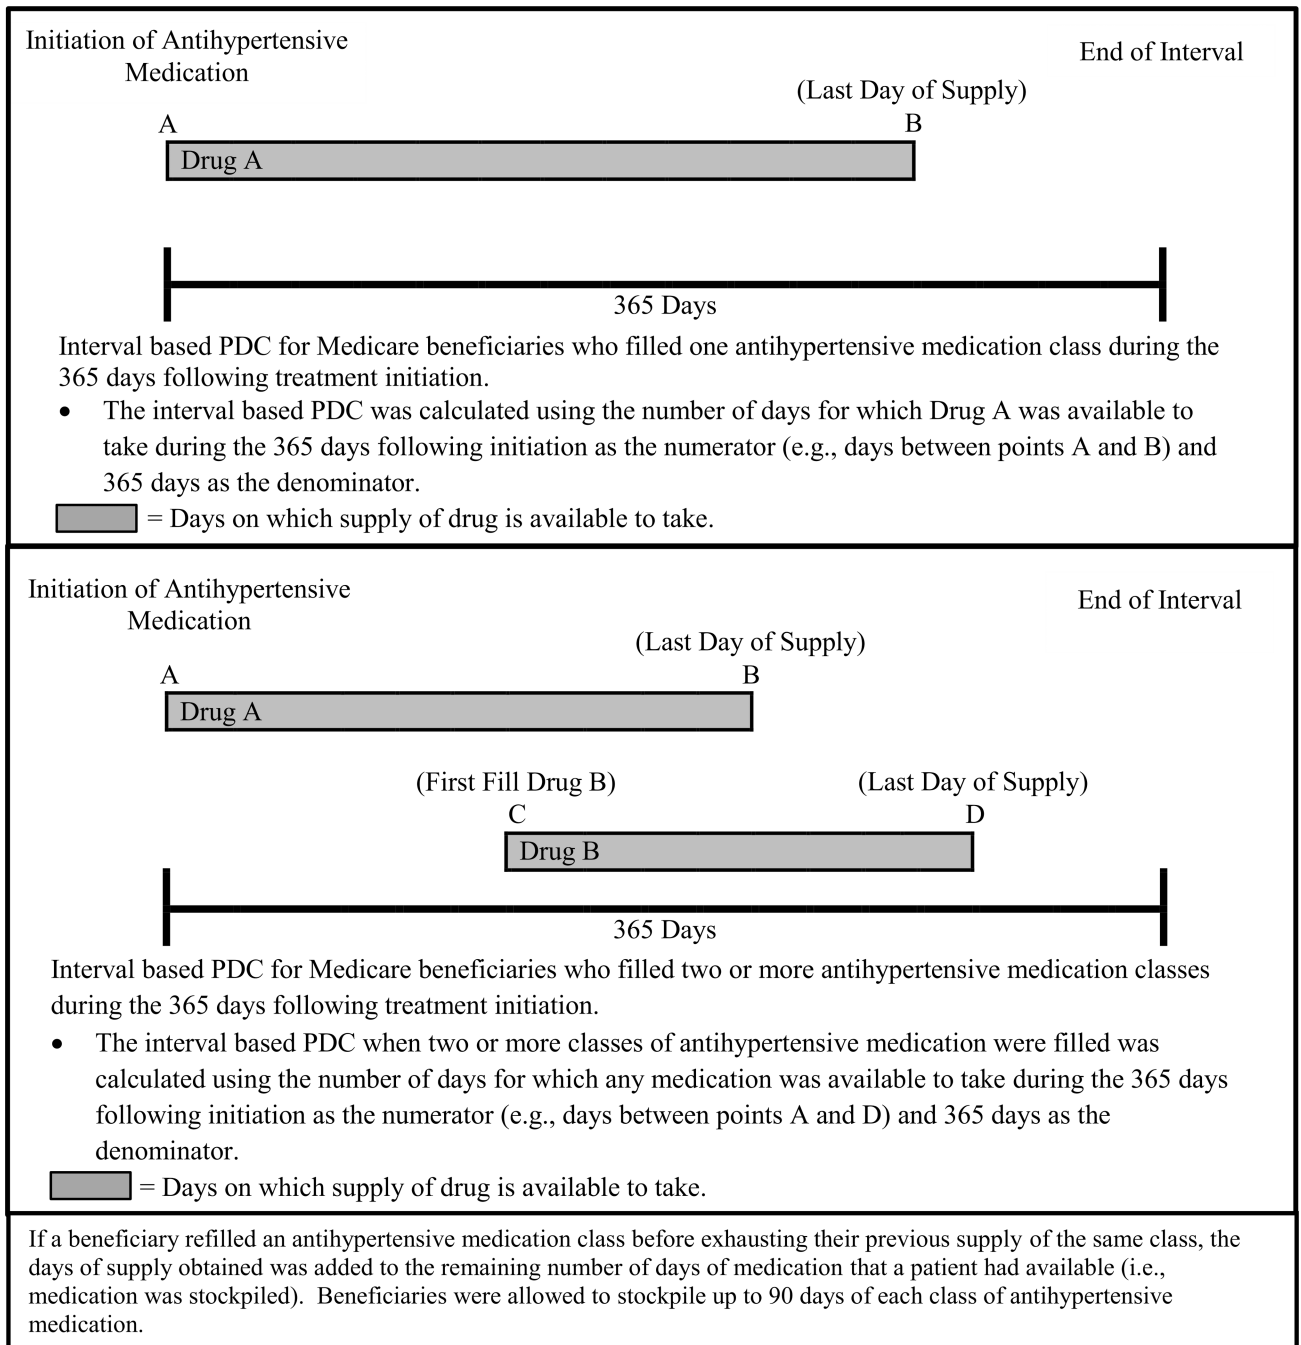 Initiation of Antihypertensive
Medication
End of Interval
(Last Day of Supply)
A
B
Drug A
365 Days
Interval based PDC for Medicare beneficiaries who filled one antihypertensive medication class during the
365 days following treatment initiation.
• The interval based PDC was calculated using the number of days for which Drug A was available to
take during the 365 days following initiation as the numerator (e.g., days between points A and B) and
365 days as the denominator.
= Days on which supply of drug is available to take.
Initiation of Antihypertensive
Medication
End of Interval
(Last Day of Supply)
A
B
Drug A
(First Fill Drug B)
(Last Day of Supply)
C
D
Drug B
365 Days
Interval based PDC for Medicare beneficiaries who filled two or more antihypertensive medication classes
during the 365 days following treatment initiation.
• The interval based PDC when two or more classes of antihypertensive medication were filled was
calculated using the number of days for which any medication was available to take during the 365 days
following initiation as the numerator (e.g., days between points A and D) and 365 days as the
denominator.
= Days on which supply of drug is available to take.
If a beneficiary refilled an antihypertensive medication class before exhausting their previous supply of the same class, the
days of supply obtained was added to the remaining number of days of medication that a patient had available (i.e.,
medication was stockpiled). Beneficiaries were allowed to stockpile up to 90 days of each class of antihypertensive
medication.